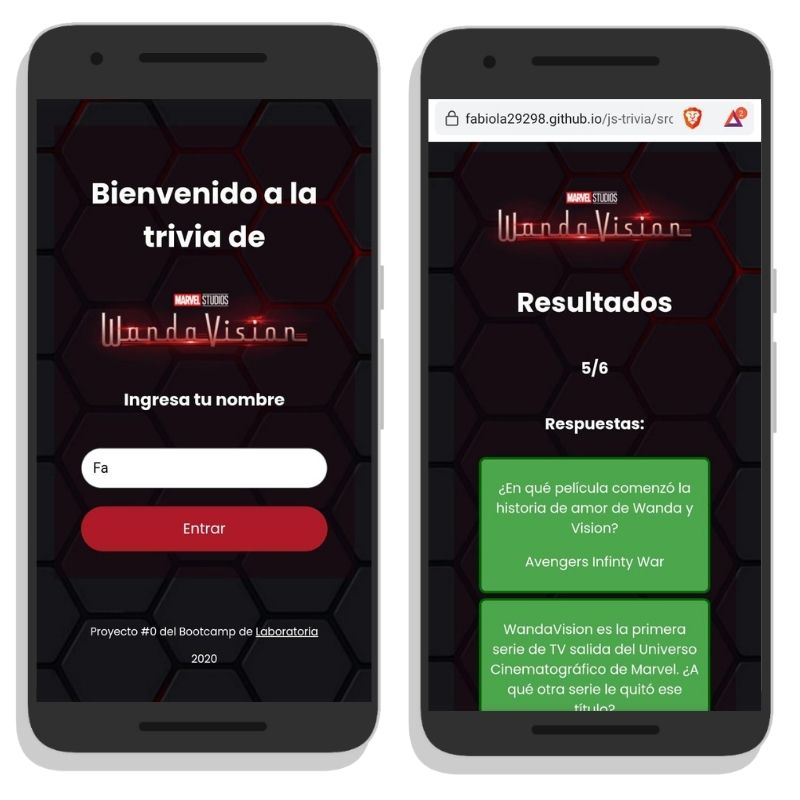 Bienvenido a la
trivia de
MARVEL STUDIOS
WandaVision
Ingresa tu nombre
Fa
Entrar
Proyecto #0 del Bootcamp de Laboratoria
2020
fabiola29298.github.io/js-trivia/src
2
MARVEL STUDIOS
WandaVision
Resultados
5/6
Respuestas:
¿En qué película comenzó la
historia de amor de Wanda y
Vision?
Avengers Infinty War
WandaVision es la primera
serie de TV salida del Universo
Cinematográfico de Marvel. ¿A
qué otra serie le quitó ese
título?